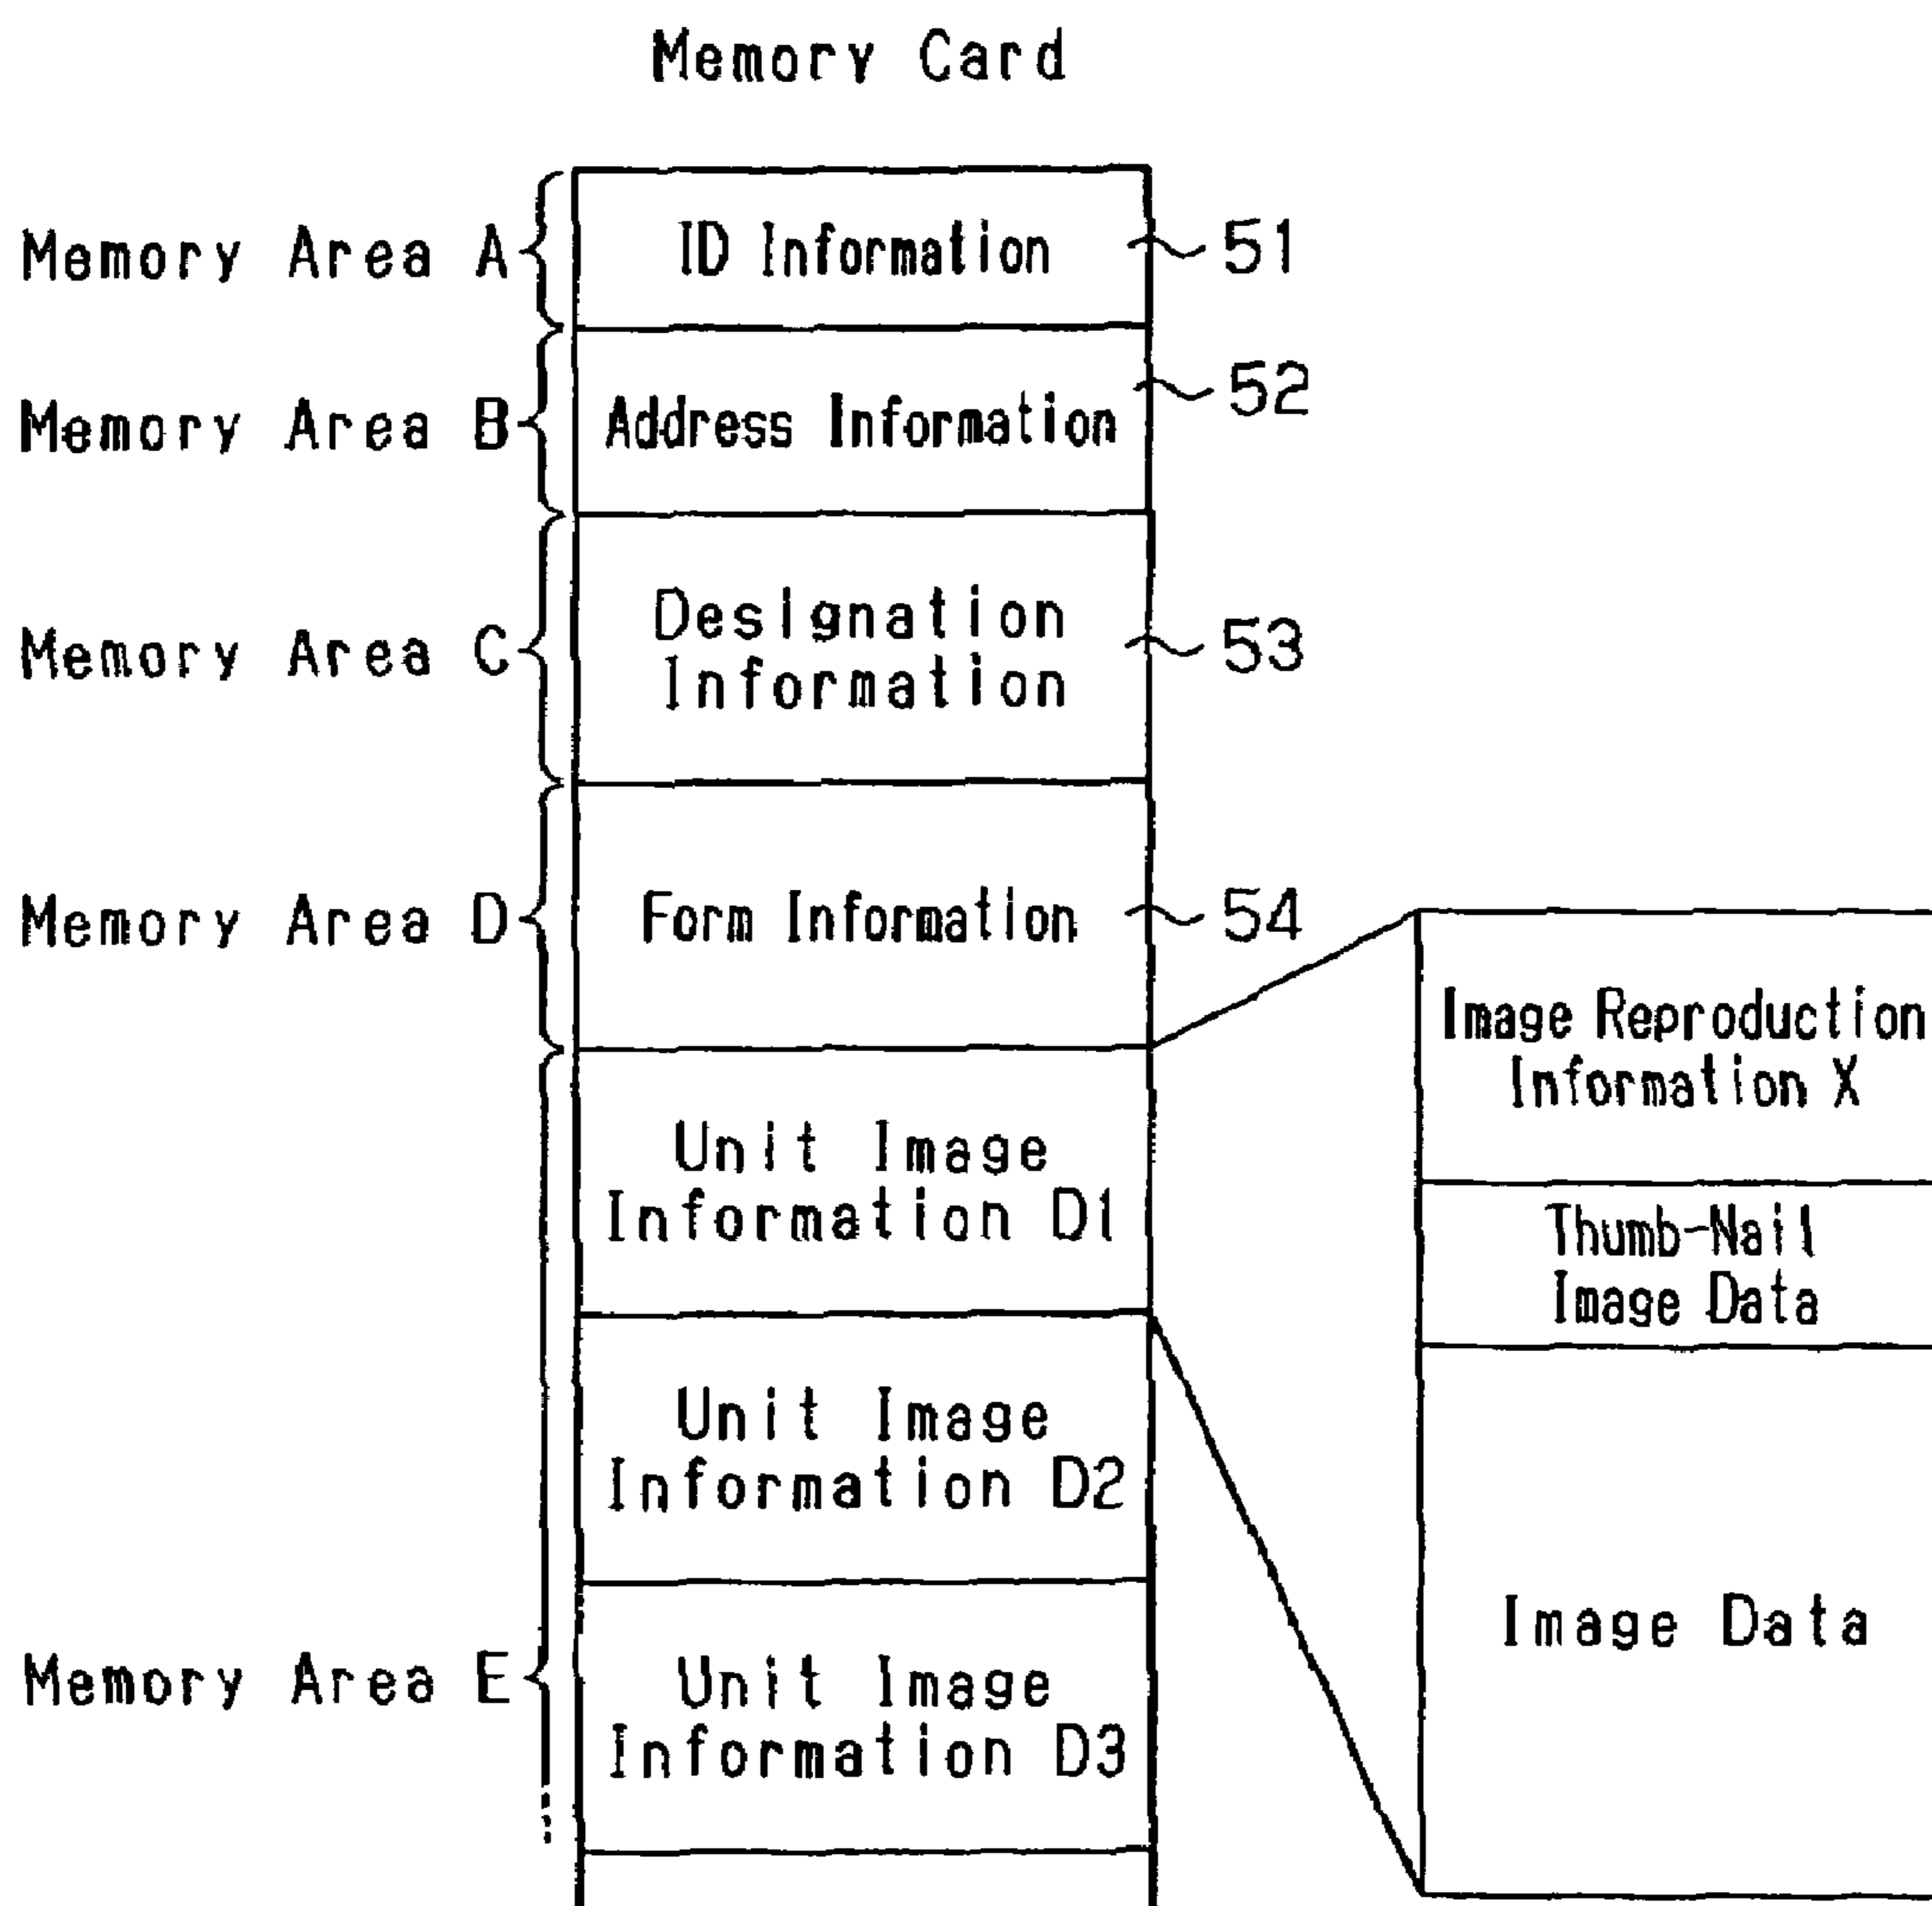 Memory Card
Memory Area A
ID Information
51
Memory Area B
Address Information
52
Memory Area C
Designation
Information
53
Memory Area D
Form Information
54
Unit Image
Information D1
Unit Image
Information D2
Memory Area E
Unit Image
Information D3
Image Reproduction
Information X
Thumb-Nail
Image Data
Image Data